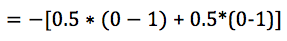 = −[0.5 ∗ (0 − 1) + 0.5*(0-1)]